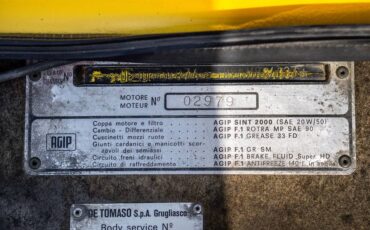 MOTORE
MOTEUR Nº 02979
Coppa motore e filtro AGIP SINT 2000 (SAE 20W/50)
Cambio - Differenziale AGIP F.1 ROTRA MP SAE 90
Cuscinetti mozzi ruote AGIP F.1 GREASE 33 FD
Giunti cardanici e manicotti scorrevoli dei semiassi AGIP F.1 GR SM
Circuito freni idraulici AGIP F.1 BRAKE FLUID Super HD
Circuito di raffreddamento AGIP F.1 ANTIFREEZE
AGIP
DE TOMASO S.p.A. Grugliasco
Body service Nº